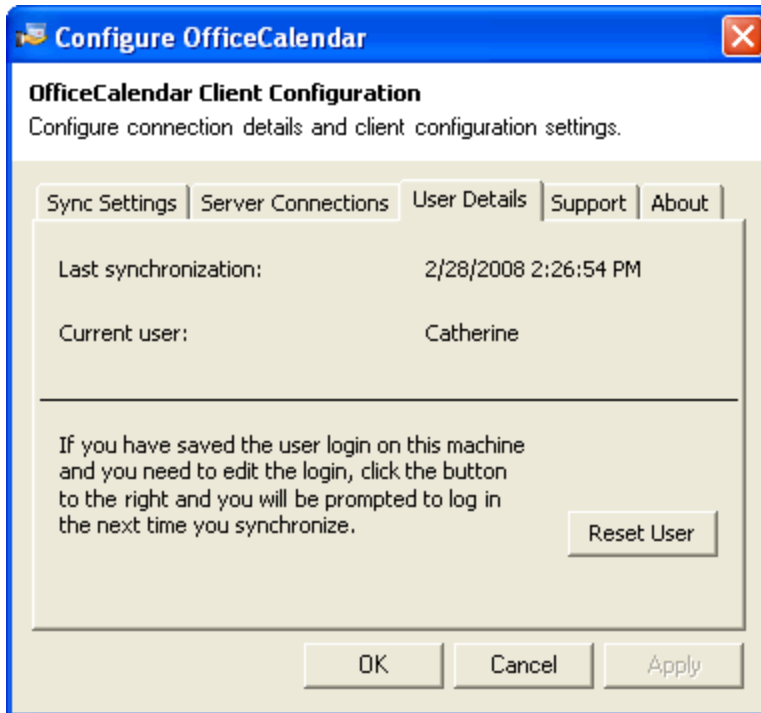 Configure OfficeCalendar
OfficeCalendar Client Configuration
Configure connection details and client configuration settings.
Sync Settings Server Connections User Details Support About
Last synchronization: 2/28/2008 2:26:54 PM
Current user: Catherine
If you have saved the user login on this machine
and you need to edit the login, click the button
to the right and you will be prompted to log in
the next time you synchronize.
Reset User
OK Cancel Apply